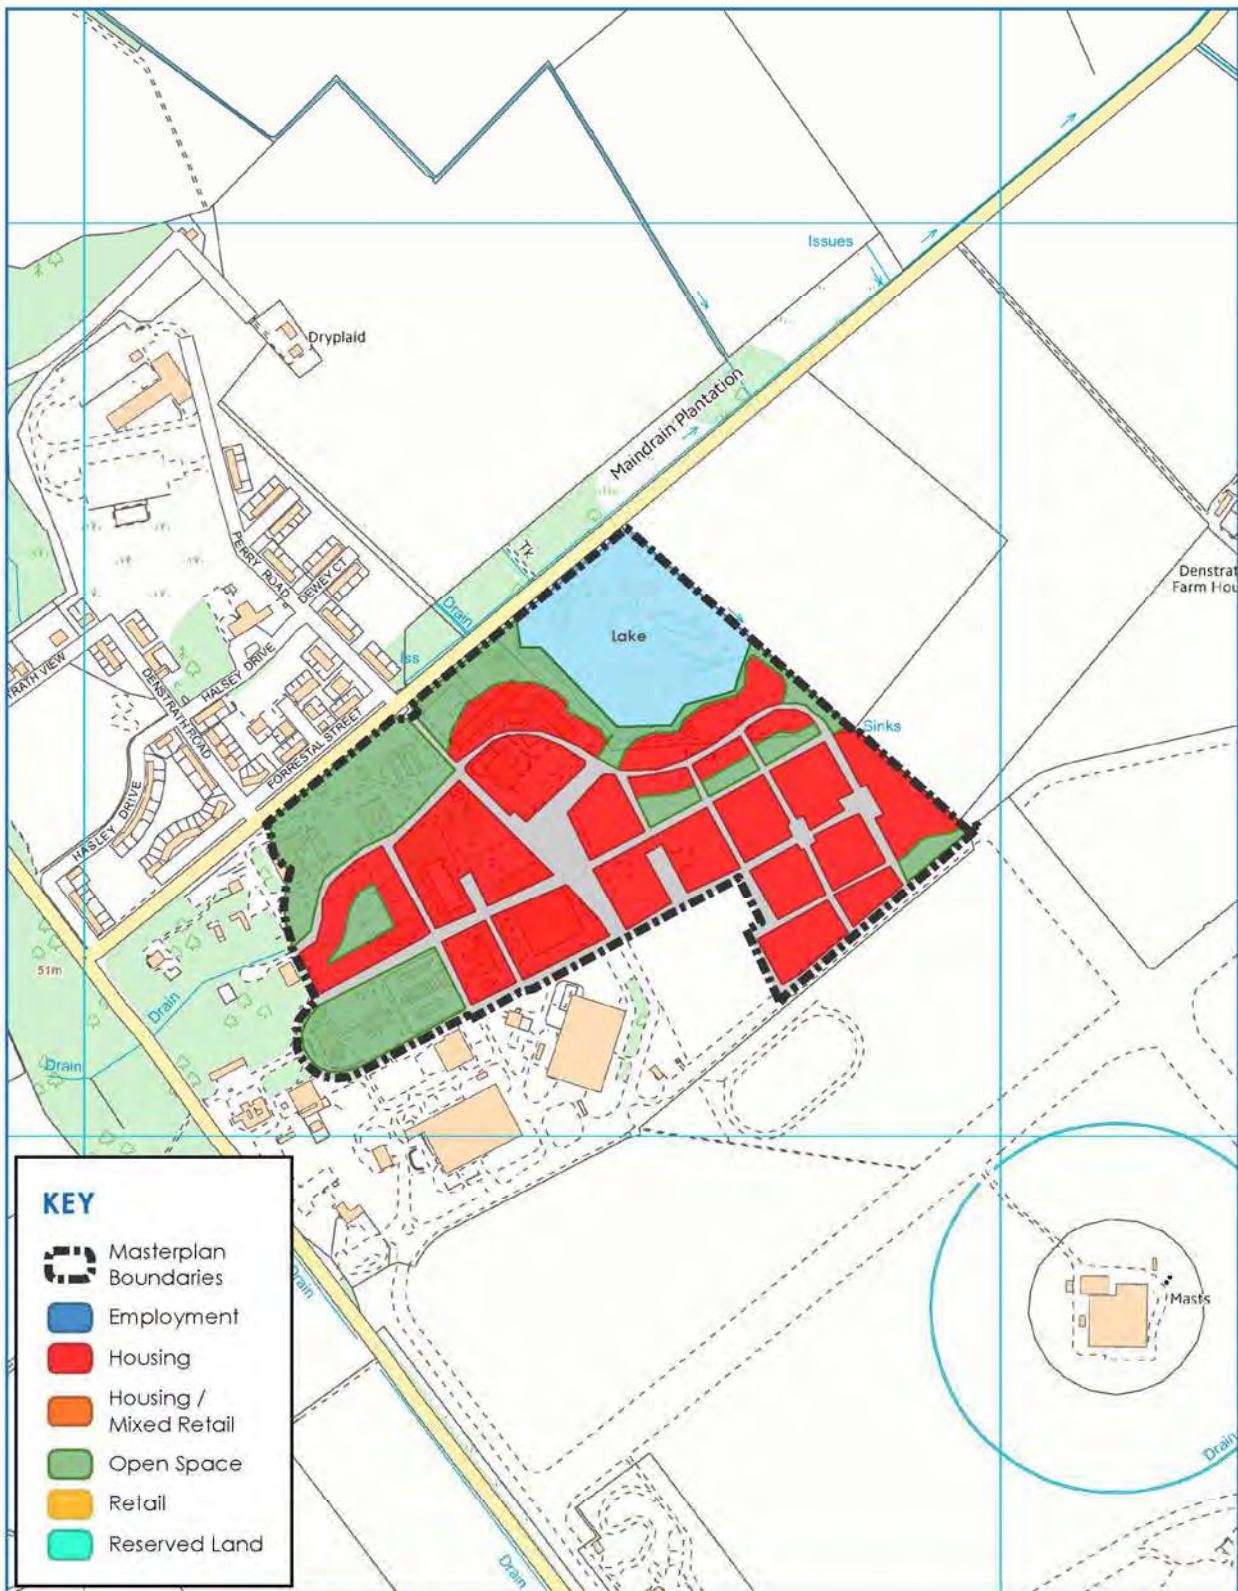 Issues
Dryplaid
Maindrain Plantation
Tk
Drain
Iss
Lake
Sinks
Denstrat
Farm Hou
PERRY ROAD
DEWEY CT
HALSEY DRIVE
TRATH VIEW
DENSTRATH ROAD
FORRESTAL STREET
HASLEY DRIVE
51m
Drain
Drain
Drain
Drain
Masts
Drain
KEY
Masterplan
Boundaries
Employment
Housing
Housing /
Mixed Retail
Open Space
Retail
Reserved Land